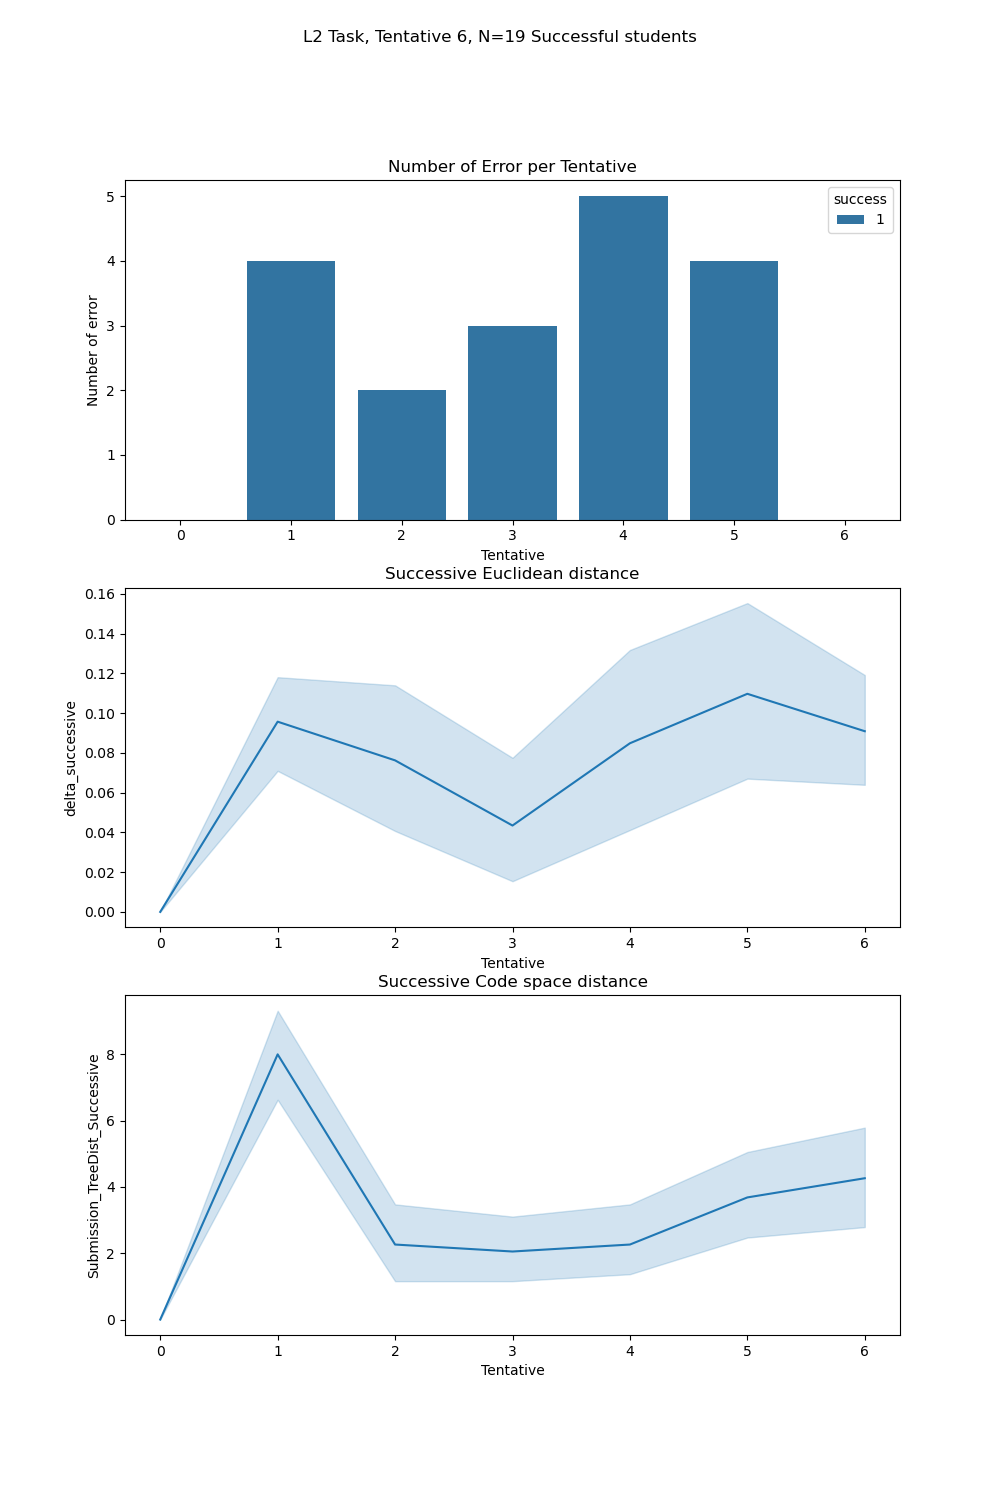 L2 Task, Tentative 6, N=19 Successful students
Number of Error per Tentative
success
1
5
4
3
2
1
0
Number of error
0 1 2 3 4 5 6
Tentative
Successive Euclidean distance
0.16
0.14
0.12
0.10
0.08
0.06
0.04
0.02
0.00
delta_successive
0 1 2 3 4 5 6
Tentative
Successive Code space distance
8
6
4
2
0
Submission_TreeDist_Successive
0 1 2 3 4 5 6
Tentative